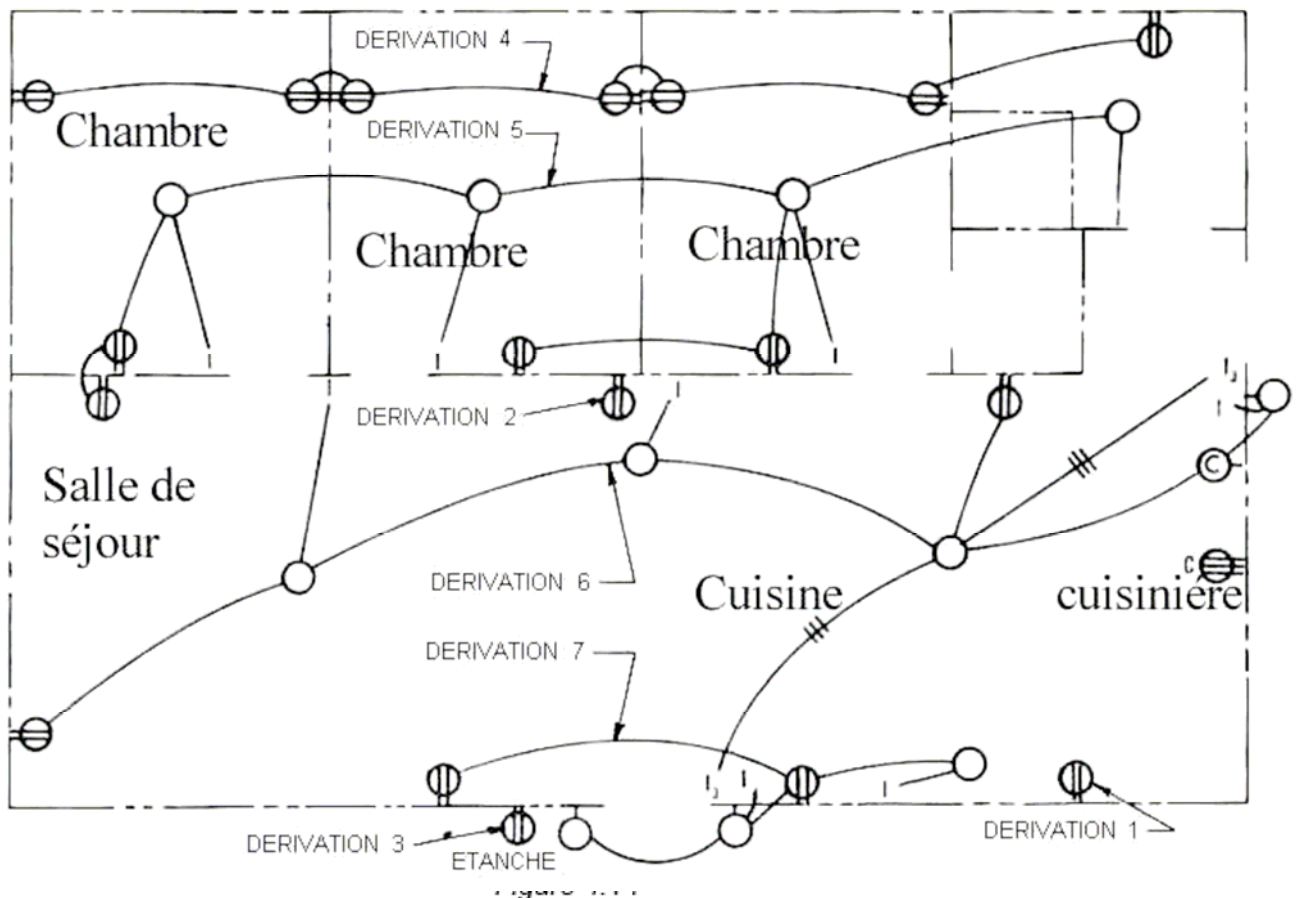 DERIVATION 4
Chambre
DERIVATION 5
Chambre
Chambre
DERIVATION 2
Salle de
séjour
C
C
DERIVATION 6
Cuisine
cuisinière
DERIVATION 7
DERIVATION 3
ETANCHE
DERIVATION 1